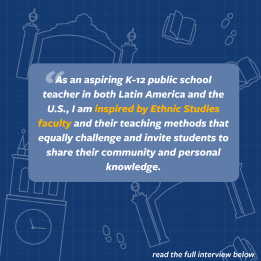 “As an aspiring K-12 public school
teacher in both Latin America and the
U.S., I am inspired by Ethnic Studies
faculty and their teaching methods that
equally challenge and invite students to
share their community and personal
knowledge.
read the full interview below